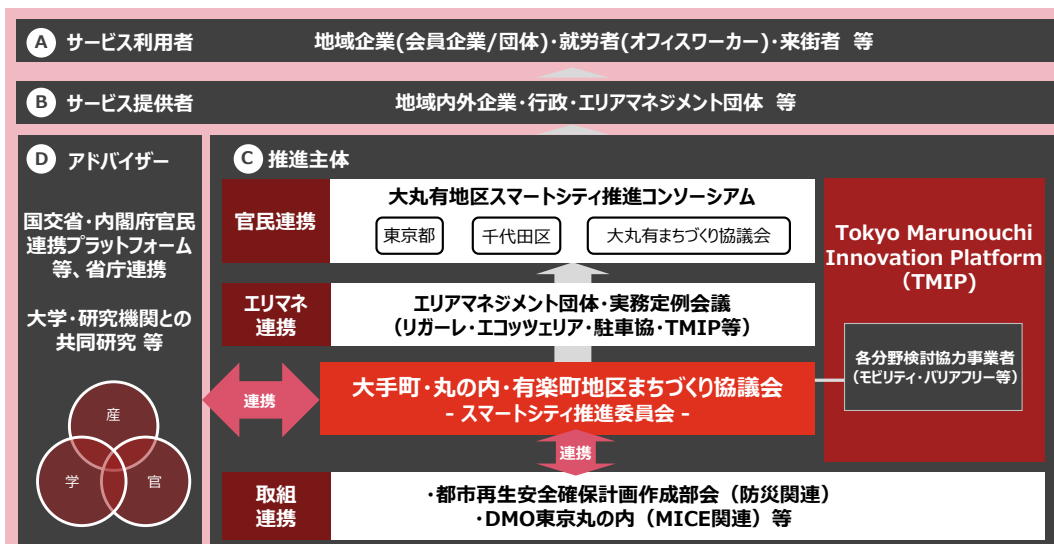 A サービス利用者
地域企業(会員企業/団体)・就労者(オフィスワーカー)・来街者 等
B サービス提供者
地域内外企業・行政・エリアマネジメント団体 等
D アドバイザー
国交省・内閣府官民
連携プラットフォーム
等、省庁連携
大学・研究機関との
共同研究 等
産
学
官
連携
C 推進主体
官民連携
大丸有地区スマートシティ推進コンソーシアム
東京都
千代田区
大丸有まちづくり協議会
エリマネ
連携
エリアマネジメント団体・実務定例会議
(リガーレ・エコッツェリア・駐車協・TMIP等)
大手町・丸の内・有楽町地区まちづくり協議会
- スマートシティ推進委員会 -
連携
取組
連携
・都市再生安全確保計画作成部会（防災関連）
・DMO東京丸の内（MICE関連）等
Tokyo Marunouchi
Innovation Platform
(TMIP)
各分野検討協力事業者
(モビリティ・バリアフリー等)